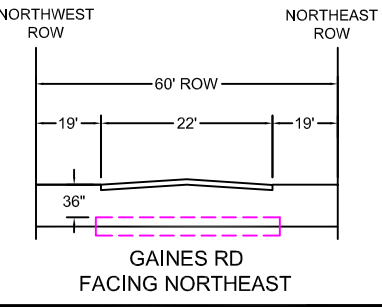 NORTHWEST
ROW
NORTHEAST
ROW
60' ROW
19'
22'
19'
36"
GAINES RD
FACING NORTHEAST